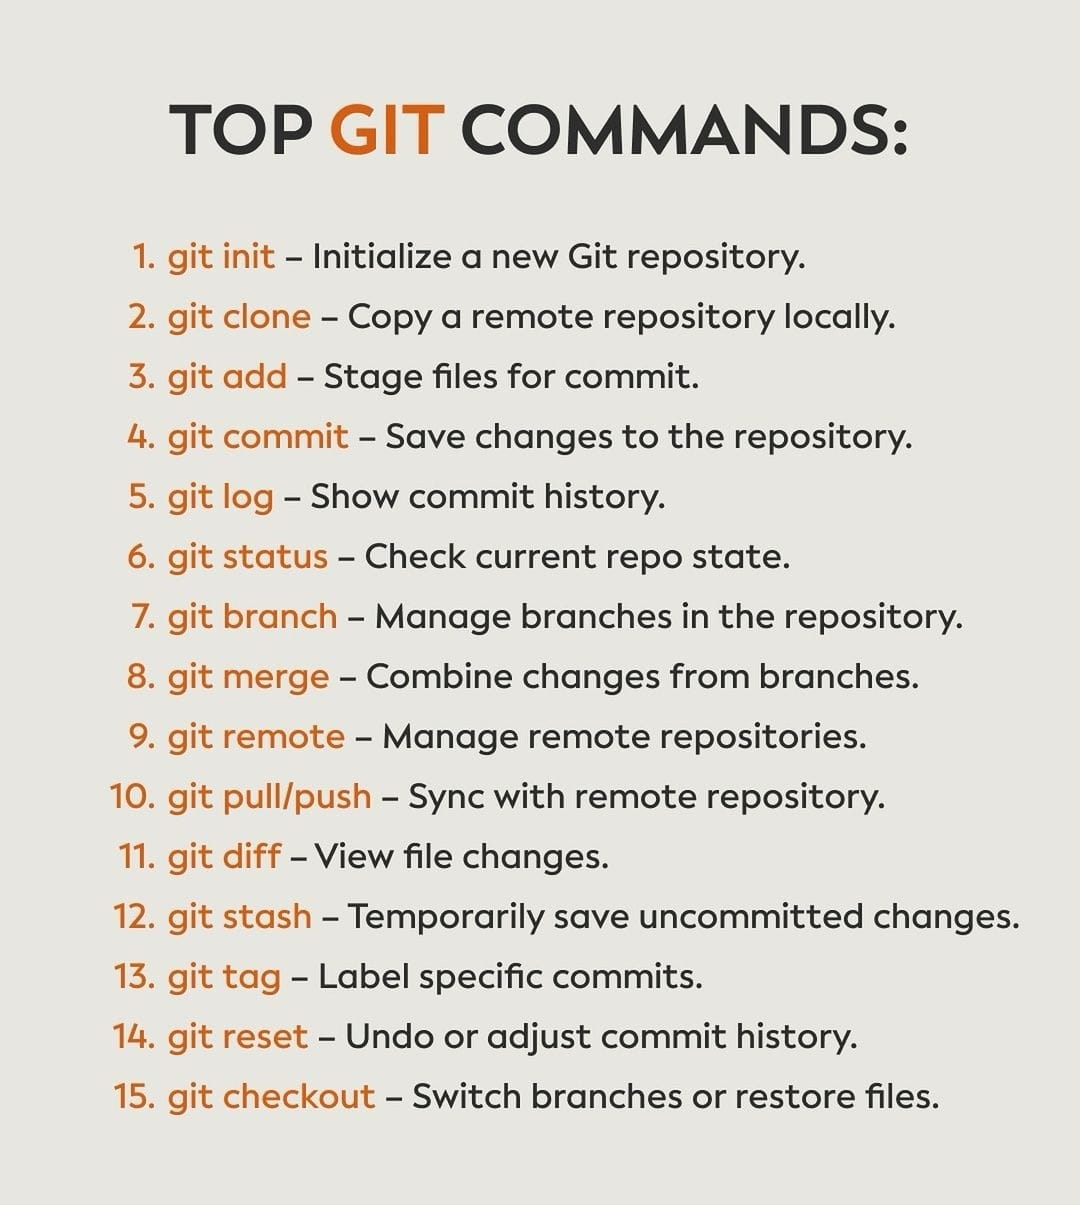 TOP GIT COMMANDS:
1. git init – Initialize a new Git repository.
2. git clone – Copy a remote repository locally.
3. git add – Stage files for commit.
4. git commit – Save changes to the repository.
5. git log – Show commit history.
6. git status – Check current repo state.
7. git branch – Manage branches in the repository.
8. git merge – Combine changes from branches.
9. git remote – Manage remote repositories.
10. git pull/push – Sync with remote repository.
11. git diff – View file changes.
12. git stash – Temporarily save uncommitted changes.
13. git tag – Label specific commits.
14. git reset – Undo or adjust commit history.
15. git checkout – Switch branches or restore files.